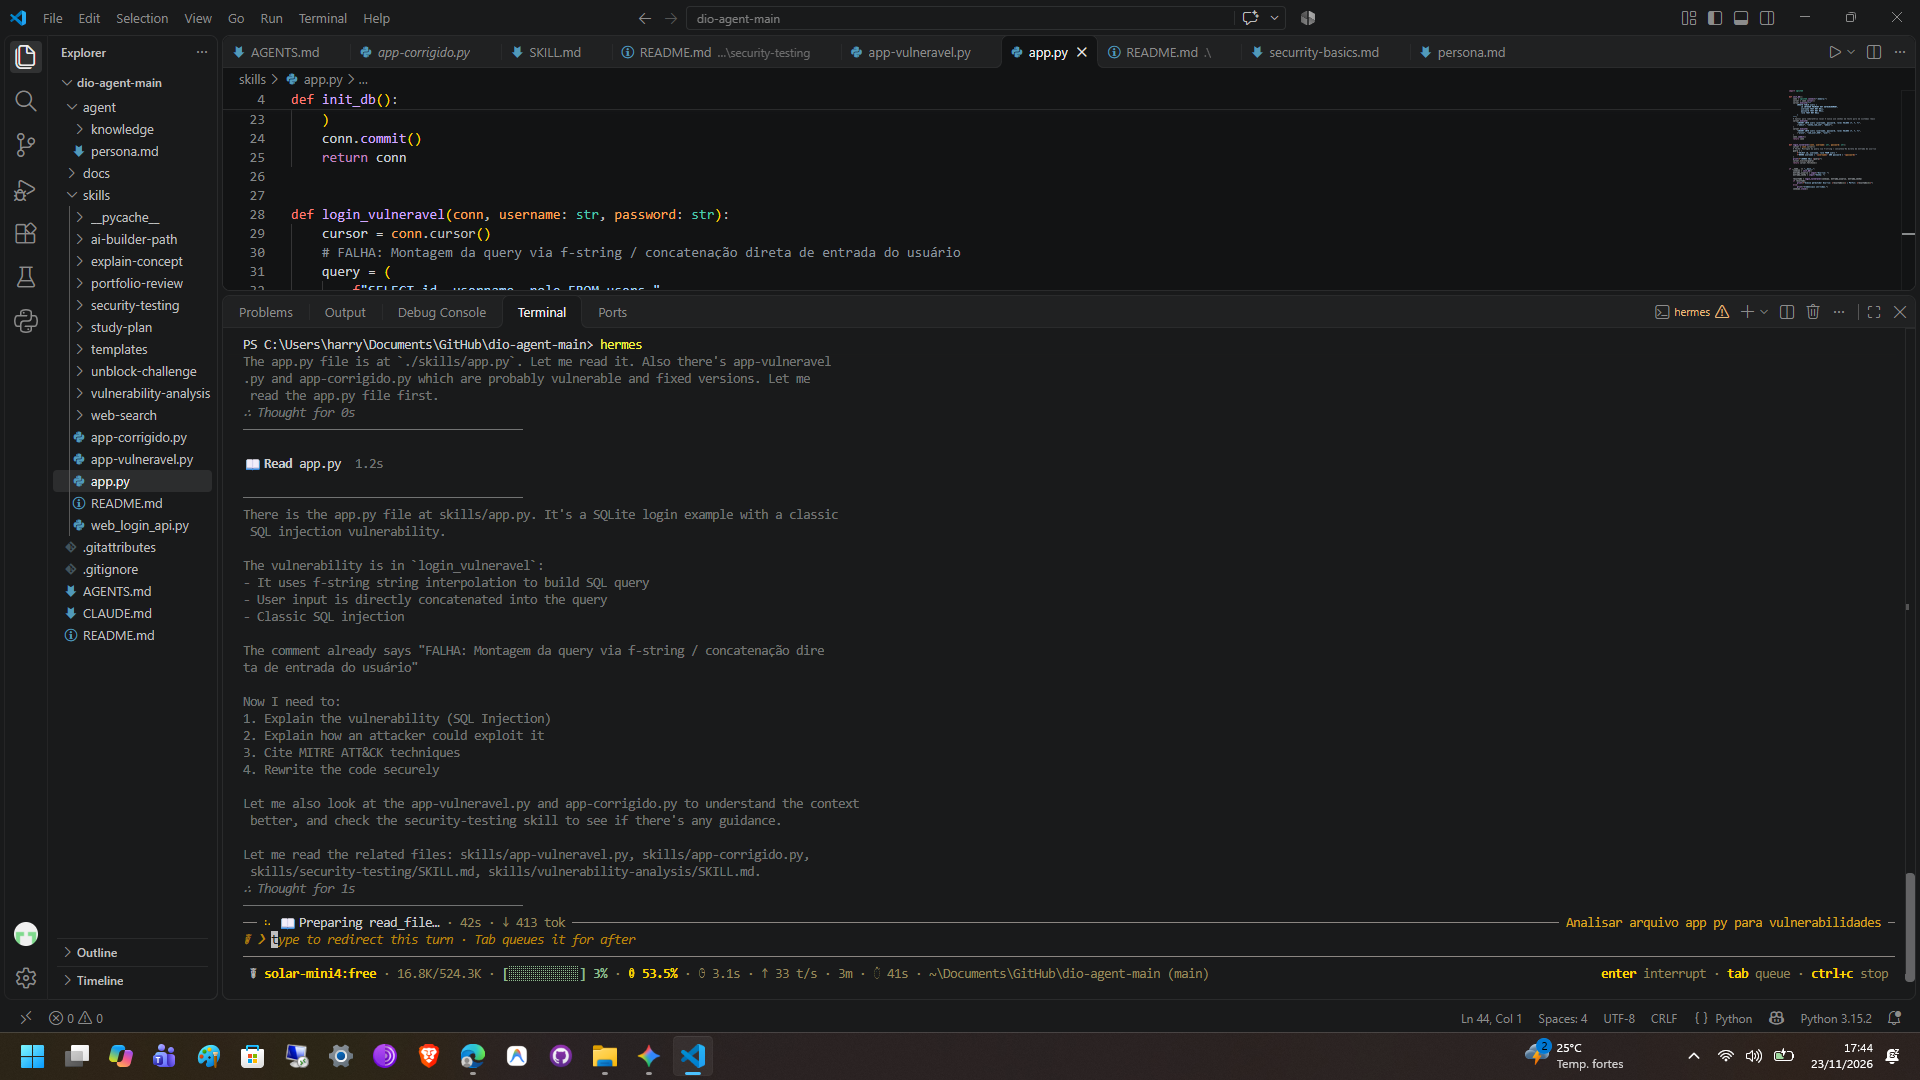 File Edit Selection View Go Run Terminal Help
dio-agent-main
Explorer
AGENTS.md
app-corrigido.py
SKILL.md
README.md ...\security-testing
app-vulneravel.py
app.py
README.md .\
securrity-basics.md
persona.md
dio-agent-main
agent
knowledge
persona.md
docs
skills
__pycache__
ai-builder-path
explain-concept
portfolio-review
security-testing
study-plan
templates
unblock-challenge
vulnerability-analysis
web-search
app-corrigido.py
app-vulneravel.py
app.py
README.md
web_login_api.py
.gitattributes
.gitignore
AGENTS.md
CLAUDE.md
README.md
Outline
Timeline
skills > app.py > ...
4 def init_db():
23 )
24 conn.commit()
25 return conn
26
27
28 def login_vulneravel(conn, username: str, password: str):
29 cursor = conn.cursor()
30 # FALHA: Montagem da query via f-string / concatenação direta de entrada do usuário
31 query = (
32 f"SELECT id, username, role FROM users "
Problems Output Debug Console Terminal Ports
hermes
PS C:\Users\harry\Documents\GitHub\dio-agent-main> hermes
The app.py file is at `./skills/app.py`. Let me read it. Also there's app-vulneravel
.py and app-corrigido.py which are probably vulnerable and fixed versions. Let me
read the app.py file first.
∴ Thought for 0s
Read app.py 1.2s
There is the app.py file at skills/app.py. It's a SQLite login example with a classic
SQL injection vulnerability.
The vulnerability is in `login_vulneravel`:
- It uses f-string string interpolation to build SQL query
- User input is directly concatenated into the query
- Classic SQL injection
The comment already says "FALHA: Montagem da query via f-string / concatenação dire
ta de entrada do usuário"
Now I need to:
1. Explain the vulnerability (SQL Injection)
2. Explain how an attacker could exploit it
3. Cite MITRE ATT&CK techniques
4. Rewrite the code securely
Let me also look at the app-vulneravel.py and app-corrigido.py to understand the context
better, and check the security-testing skill to see if there's any guidance.
Let me read the related files: skills/app-vulneravel.py, skills/app-corrigido.py,
skills/security-testing/SKILL.md, skills/vulnerability-analysis/SKILL.md.
∴ Thought for 1s
Preparing read_file… · 42s · ↓ 413 tok
Analisar arquivo app py para vulnerabilidades
❯ type to redirect this turn · Tab queues it for after
solar-mini4:free · 16.8K/524.3K · [░░░░░░░░░░] 3% · 53.5% · 3.1s · ↑ 33 t/s · 3m · 41s · ~\Documents\GitHub\dio-agent-main (main)
enter interrupt · tab queue · ctrl+c stop
0 0
Ln 44, Col 1 Spaces: 4 UTF-8 CRLF { } Python Python 3.15.2
2
25°C
Temp. fortes
17:44
23/11/2026